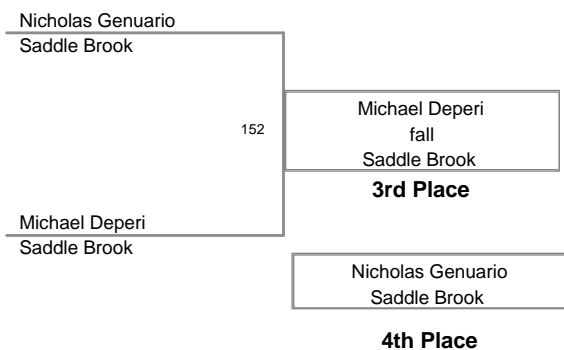 Nicholas Genuario
Saddle Brook
152
Michael Deperi
fall
Saddle Brook
3rd Place
Michael Deperi
Saddle Brook
Nicholas Genuario
Saddle Brook
4th Place